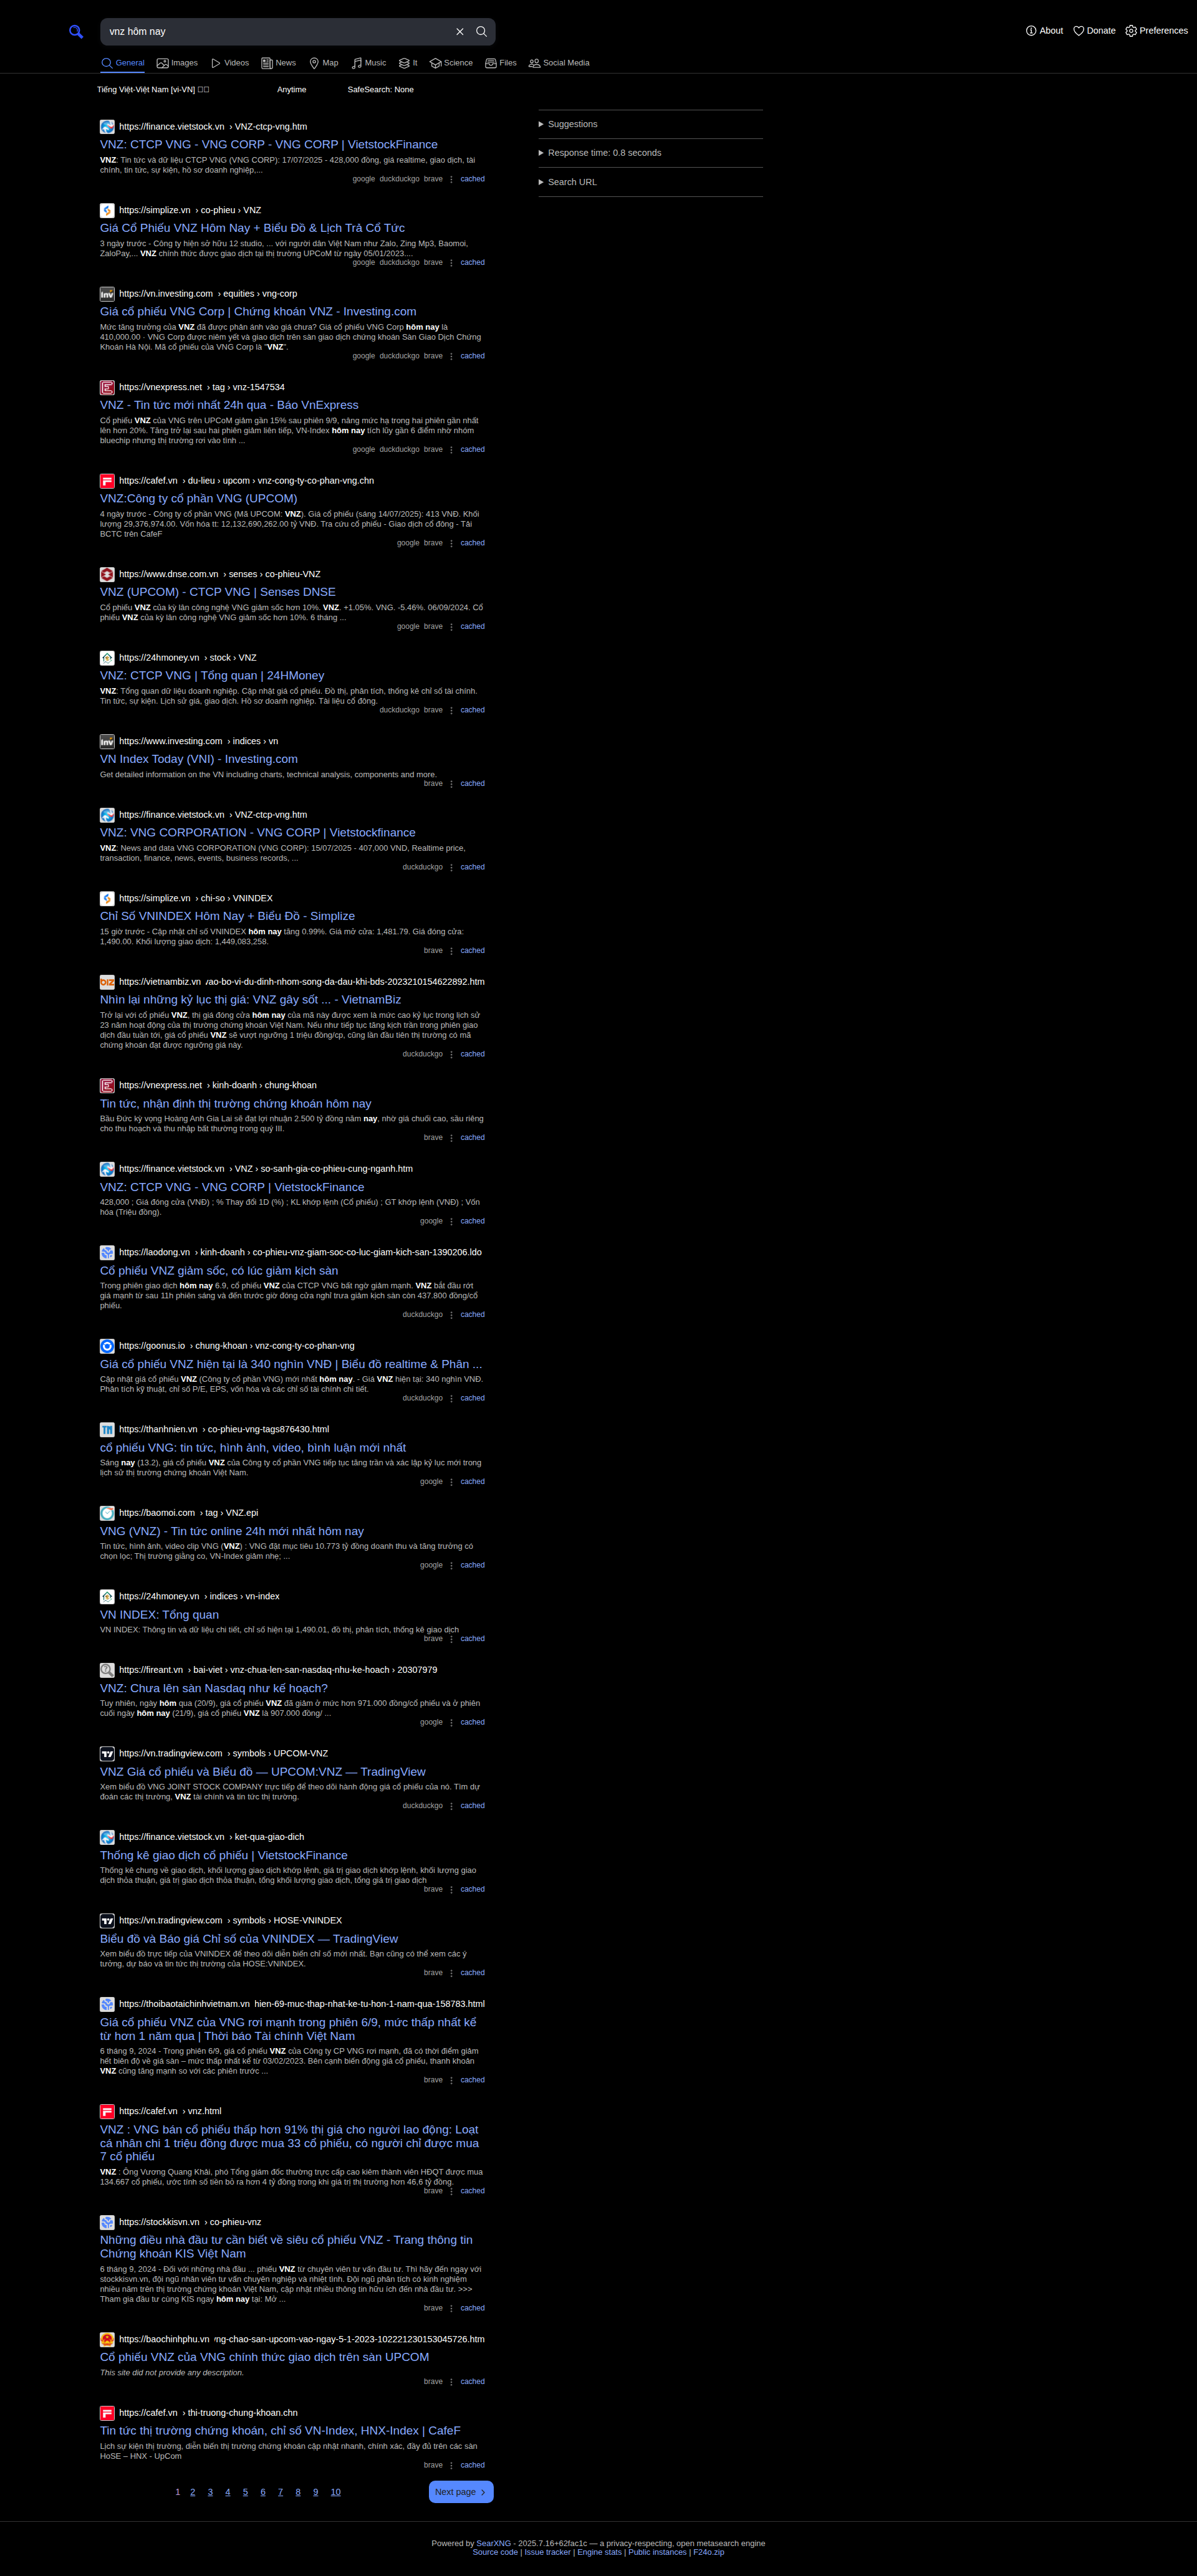 vnz hôm nay
About
Donate
Preferences
General
Images
Videos
News
Map
Music
It
Science
Files
Social Media
Tiếng Việt-Việt Nam [vi-VN]
Anytime
SafeSearch: None
Suggestions
Response time: 0.8 seconds
Search URL
https://finance.vietstock.vn › VNZ-ctcp-vng.htm
VNZ: CTCP VNG - VNG CORP - VNG CORP | VietstockFinance
VNZ: Tin tức và dữ liệu CTCP VNG (VNG CORP): 17/07/2025 - 428,000 đồng, giá realtime, giao dịch, tài
chính, tin tức, sự kiện, hồ sơ doanh nghiệp,...
google duckduckgo brave cached
https://simplize.vn › co-phieu › VNZ
Giá Cổ Phiếu VNZ Hôm Nay + Biểu Đồ & Lịch Trả Cổ Tức
3 ngày trước - Công ty hiện sở hữu 12 studio, ... với người dân Việt Nam như Zalo, Zing Mp3, Baomoi,
ZaloPay,... VNZ chính thức được giao dịch tại thị trường UPCoM từ ngày 05/01/2023....
google duckduckgo brave cached
https://vn.investing.com › equities › vng-corp
Giá cổ phiếu VNG Corp | Chứng khoán VNZ - Investing.com
Mức tăng trưởng của VNZ đã được phản ánh vào giá chưa? Giá cổ phiếu VNG Corp hôm nay là
410,000.00 · VNG Corp được niêm yết và giao dịch trên sàn giao dịch chứng khoán Sàn Giao Dịch Chứng
Khoán Hà Nội. Mã cổ phiếu của VNG Corp là "VNZ".
google duckduckgo brave cached
https://vnexpress.net › tag › vnz-1547534
VNZ - Tin tức mới nhất 24h qua - Báo VnExpress
Cổ phiếu VNZ của VNG trên UPCoM giảm gần 15% sau phiên 9/9, nâng mức hạ trong hai phiên gần nhất
lên hơn 20%. Tăng trở lại sau hai phiên giảm liên tiếp, VN-Index hôm nay tích lũy gần 6 điểm nhờ nhóm
bluechip nhưng thị trường rơi vào tình ...
google duckduckgo brave cached
https://cafef.vn › du-lieu › upcom › vnz-cong-ty-co-phan-vng.chn
VNZ:Công ty cổ phần VNG (UPCOM)
4 ngày trước - Công ty cổ phần VNG (Mã UPCOM: VNZ). Giá cổ phiếu (sáng 14/07/2025): 413 VNĐ. Khối
lượng 29,376,974.00. Vốn hóa tt: 12,132,690,262.00 tỷ VNĐ. Tra cứu cổ phiếu - Giao dịch cổ đông - Tải
BCTC trên CafeF
google brave cached
https://www.dnse.com.vn › senses › co-phieu-VNZ
VNZ (UPCOM) - CTCP VNG | Senses DNSE
Cổ phiếu VNZ của kỳ lân công nghệ VNG giảm sốc hơn 10%. VNZ. +1.05%. VNG. -5.46%. 06/09/2024. Cổ
phiếu VNZ của kỳ lân công nghệ VNG giảm sốc hơn 10%. 6 tháng ...
google brave cached
https://24hmoney.vn › stock › VNZ
VNZ: CTCP VNG | Tổng quan | 24HMoney
VNZ: Tổng quan dữ liệu doanh nghiệp. Cập nhật giá cổ phiếu. Đồ thị, phân tích, thống kê chỉ số tài chính.
Tin tức, sự kiện. Lịch sử giá, giao dịch. Hồ sơ doanh nghiệp. Tài liệu cổ đông.
duckduckgo brave cached
https://www.investing.com › indices › vn
VN Index Today (VNI) - Investing.com
Get detailed information on the VN including charts, technical analysis, components and more.
brave cached
https://finance.vietstock.vn › VNZ-ctcp-vng.htm
VNZ: VNG CORPORATION - VNG CORP | Vietstockfinance
VNZ: News and data VNG CORPORATION (VNG CORP): 15/07/2025 - 407,000 VND, Realtime price,
transaction, finance, news, events, business records, ...
duckduckgo cached
https://simplize.vn › chi-so › VNINDEX
Chỉ Số VNINDEX Hôm Nay + Biểu Đồ - Simplize
15 giờ trước - Cập nhật chỉ số VNINDEX hôm nay tăng 0.99%. Giá mở cửa: 1,481.79. Giá đóng cửa:
1,490.00. Khối lượng giao dịch: 1,449,083,258.
brave cached
https://vietnambiz.vn ao-bo-vi-du-dinh-nhom-song-da-dau-khi-bds-2023210154622892.htm
Nhìn lại những kỷ lục thị giá: VNZ gây sốt ... - VietnamBiz
Trở lại với cổ phiếu VNZ, thị giá đóng cửa hôm nay của mã này được xem là mức cao kỷ lục trong lịch sử
23 năm hoạt động của thị trường chứng khoán Việt Nam. Nếu như tiếp tục tăng kịch trần trong phiên giao
dịch đầu tuần tới, giá cổ phiếu VNZ sẽ vượt ngưỡng 1 triệu đồng/cp, cũng lần đầu tiên thị trường có mã
chứng khoán đạt được ngưỡng giá này.
duckduckgo cached
https://vnexpress.net › kinh-doanh › chung-khoan
Tin tức, nhận định thị trường chứng khoán hôm nay
Bầu Đức kỳ vọng Hoàng Anh Gia Lai sẽ đạt lợi nhuận 2.500 tỷ đồng năm nay, nhờ giá chuối cao, sầu riêng
cho thu hoạch và thu nhập bất thường trong quý III.
brave cached
https://finance.vietstock.vn › VNZ › so-sanh-gia-co-phieu-cung-nganh.htm
VNZ: CTCP VNG - VNG CORP | VietstockFinance
428,000 ; Giá đóng cửa (VNĐ) ; % Thay đổi 1D (%) ; KL khớp lệnh (Cổ phiếu) ; GT khớp lệnh (VNĐ) ; Vốn
hóa (Triệu đồng).
google cached
https://laodong.vn › kinh-doanh › co-phieu-vnz-giam-soc-co-luc-giam-kich-san-1390206.ldo
Cổ phiếu VNZ giảm sốc, có lúc giảm kịch sàn
Trong phiên giao dịch hôm nay 6.9, cổ phiếu VNZ của CTCP VNG bất ngờ giảm mạnh. VNZ bắt đầu rớt
giá mạnh từ sau 11h phiên sáng và đến trước giờ đóng cửa nghỉ trưa giảm kịch sàn còn 437.800 đồng/cổ
phiếu.
duckduckgo cached
https://goonus.io › chung-khoan › vnz-cong-ty-co-phan-vng
Giá cổ phiếu VNZ hiện tại là 340 nghìn VNĐ | Biểu đồ realtime & Phân ...
Cập nhật giá cổ phiếu VNZ (Công ty cổ phần VNG) mới nhất hôm nay. - Giá VNZ hiện tại: 340 nghìn VNĐ.
Phân tích kỹ thuật, chỉ số P/E, EPS, vốn hóa và các chỉ số tài chính chi tiết.
duckduckgo cached
https://thanhnien.vn › co-phieu-vng-tags876430.html
cổ phiếu VNG: tin tức, hình ảnh, video, bình luận mới nhất
Sáng nay (13.2), giá cổ phiếu VNZ của Công ty cổ phần VNG tiếp tục tăng trần và xác lập kỷ lục mới trong
lịch sử thị trường chứng khoán Việt Nam.
google cached
https://baomoi.com › tag › VNZ.epi
VNG (VNZ) - Tin tức online 24h mới nhất hôm nay
Tin tức, hình ảnh, video clip VNG (VNZ) : VNG đặt mục tiêu 10.773 tỷ đồng doanh thu và tăng trưởng có
chọn lọc; Thị trường giằng co, VN-Index giảm nhẹ; ...
google cached
https://24hmoney.vn › indices › vn-index
VN INDEX: Tổng quan
VN INDEX: Thông tin và dữ liệu chi tiết, chỉ số hiện tại 1,490.01, đồ thị, phân tích, thống kê giao dịch
brave cached
https://fireant.vn › bai-viet › vnz-chua-len-san-nasdaq-nhu-ke-hoach › 20307979
VNZ: Chưa lên sàn Nasdaq như kế hoạch?
Tuy nhiên, ngày hôm qua (20/9), giá cổ phiếu VNZ đã giảm ở mức hơn 971.000 đồng/cổ phiếu và ở phiên
cuối ngày hôm nay (21/9), giá cổ phiếu VNZ là 907.000 đồng/ ...
google cached
https://vn.tradingview.com › symbols › UPCOM-VNZ
VNZ Giá cổ phiếu và Biểu đồ — UPCOM:VNZ — TradingView
Xem biểu đồ VNG JOINT STOCK COMPANY trực tiếp để theo dõi hành động giá cổ phiếu của nó. Tìm dự
đoán các thị trường, VNZ tài chính và tin tức thị trường.
duckduckgo cached
https://finance.vietstock.vn › ket-qua-giao-dich
Thống kê giao dịch cổ phiếu | VietstockFinance
Thống kê chung về giao dịch, khối lượng giao dịch khớp lệnh, giá trị giao dịch khớp lệnh, khối lượng giao
dịch thỏa thuận, giá trị giao dịch thỏa thuận, tổng khối lượng giao dịch, tổng giá trị giao dịch
brave cached
https://vn.tradingview.com › symbols › HOSE-VNINDEX
Biểu đồ và Báo giá Chỉ số của VNINDEX — TradingView
Xem biểu đồ trực tiếp của VNINDEX để theo dõi diễn biến chỉ số mới nhất. Bạn cũng có thể xem các ý
tưởng, dự báo và tin tức thị trường của HOSE:VNINDEX.
brave cached
https://thoibaotaichinhvietnam.vn hien-69-muc-thap-nhat-ke-tu-hon-1-nam-qua-158783.html
Giá cổ phiếu VNZ của VNG rơi mạnh trong phiên 6/9, mức thấp nhất kể
từ hơn 1 năm qua | Thời báo Tài chính Việt Nam
6 tháng 9, 2024 - Trong phiên 6/9, giá cổ phiếu VNZ của Công ty CP VNG rơi mạnh, đã có thời điểm giảm
hết biên độ về giá sàn – mức thấp nhất kể từ 03/02/2023. Bên cạnh biến động giá cổ phiếu, thanh khoản
VNZ cũng tăng mạnh so với các phiên trước ...
brave cached
https://cafef.vn › vnz.html
VNZ : VNG bán cổ phiếu thấp hơn 91% thị giá cho người lao động: Loạt
cá nhân chi 1 triệu đồng được mua 33 cổ phiếu, có người chỉ được mua
7 cổ phiếu
VNZ : Ông Vương Quang Khải, phó Tổng giám đốc thường trực cấp cao kiêm thành viên HĐQT được mua
134.667 cổ phiếu, ước tính số tiền bỏ ra hơn 4 tỷ đồng trong khi giá trị thị trường hơn 46,6 tỷ đồng.
brave cached
https://stockkisvn.vn › co-phieu-vnz
Những điều nhà đầu tư cần biết về siêu cổ phiếu VNZ - Trang thông tin
Chứng khoán KIS Việt Nam
6 tháng 9, 2024 - Đối với những nhà đầu ... phiếu VNZ từ chuyên viên tư vấn đầu tư. Thì hãy đến ngay với
stockkisvn.vn, đội ngũ nhân viên tư vấn chuyên nghiệp và nhiệt tình. Đội ngũ phân tích có kinh nghiệm
nhiều năm trên thị trường chứng khoán Việt Nam, cập nhật nhiều thông tin hữu ích đến nhà đầu tư. >>>
Tham gia đầu tư cùng KIS ngay hôm nay tại: Mở ...
brave cached
https://baochinhphu.vn ng-chao-san-upcom-vao-ngay-5-1-2023-102221230153045726.htm
Cổ phiếu VNZ của VNG chính thức giao dịch trên sàn UPCOM
This site did not provide any description.
brave cached
https://cafef.vn › thi-truong-chung-khoan.chn
Tin tức thị trường chứng khoán, chỉ số VN-Index, HNX-Index | CafeF
Lịch sự kiện thị trường, diễn biến thị trường chứng khoán cập nhật nhanh, chính xác, đầy đủ trên các sàn
HoSE – HNX - UpCom
brave cached
1 2 3 4 5 6 7 8 9 10
Next page
Powered by SearXNG - 2025.7.16+62fac1c — a privacy-respecting, open metasearch engine
Source code | Issue tracker | Engine stats | Public instances | F24o.zip